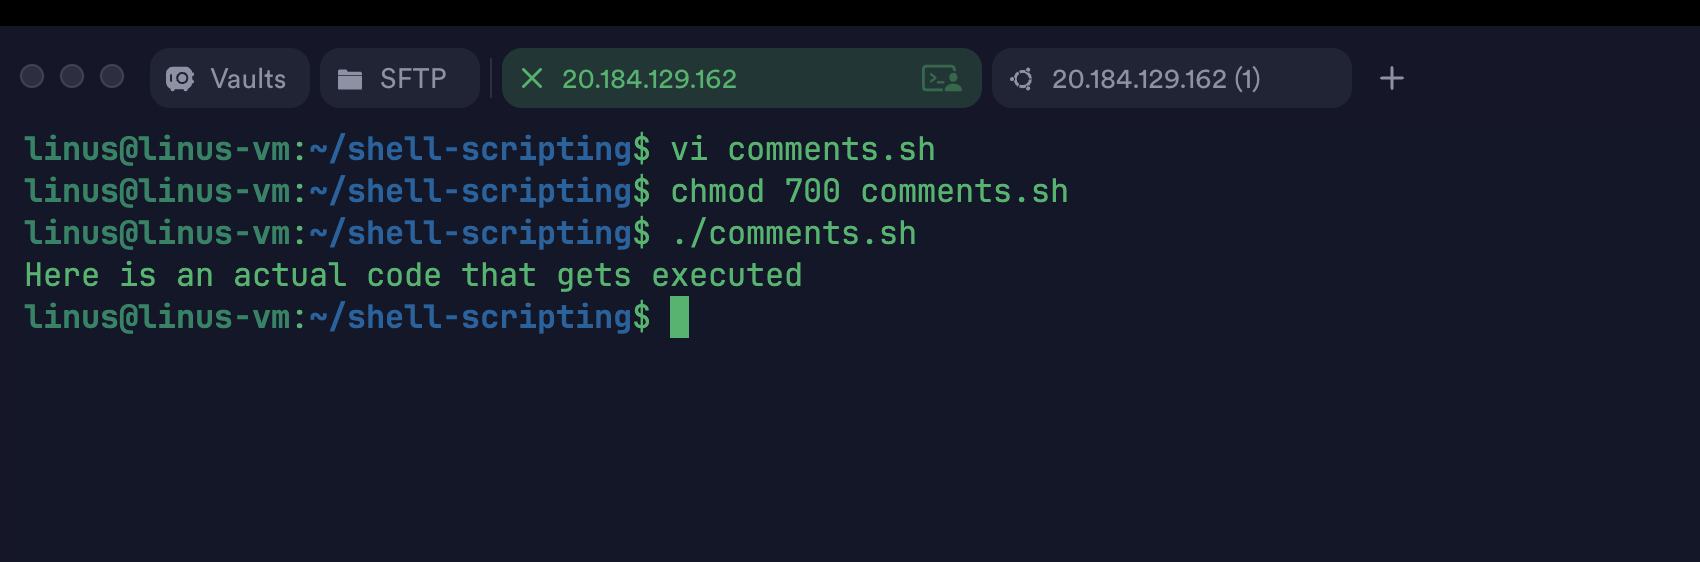 Vaults SFTP 20.184.129.162 20.184.129.162 (1)
linus@linus-vm:~/shell-scripting$ vi comments.sh
linus@linus-vm:~/shell-scripting$ chmod 700 comments.sh
linus@linus-vm:~/shell-scripting$ ./comments.sh
Here is an actual code that gets executed
linus@linus-vm:~/shell-scripting$